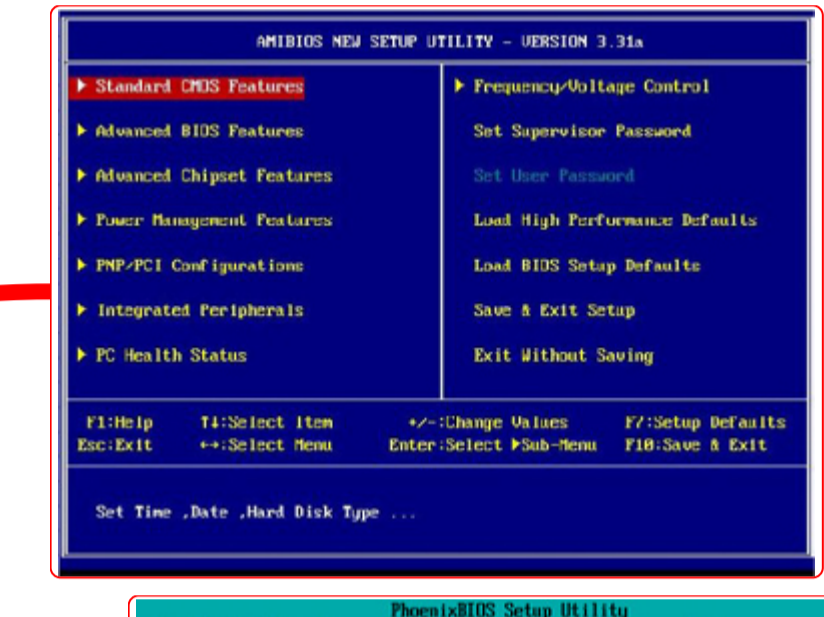 AMIBIOS NEW SETUP UTILITY - VERSION 3.31a
▶ Standard CMOS Features
▶ Advanced BIOS Features
▶ Advanced Chipset Features
▶ Power Management Features
▶ PNP/PCI Configurations
▶ Integrated Peripherals
▶ PC Health Status
▶ Frequency/Voltage Control
Set Supervisor Password
Set User Password
Load High Performance Defaults
Load BIOS Setup Defaults
Save & Exit Setup
Exit Without Saving
F1:Help ↑↓:Select Item +/-:Change Values F7:Setup Defaults
Esc:Exit ↔:Select Menu Enter:Select ▶Sub-Menu F10:Save & Exit
Set Time ,Date ,Hard Disk Type ...
PhoenixBIOS Setup Utility